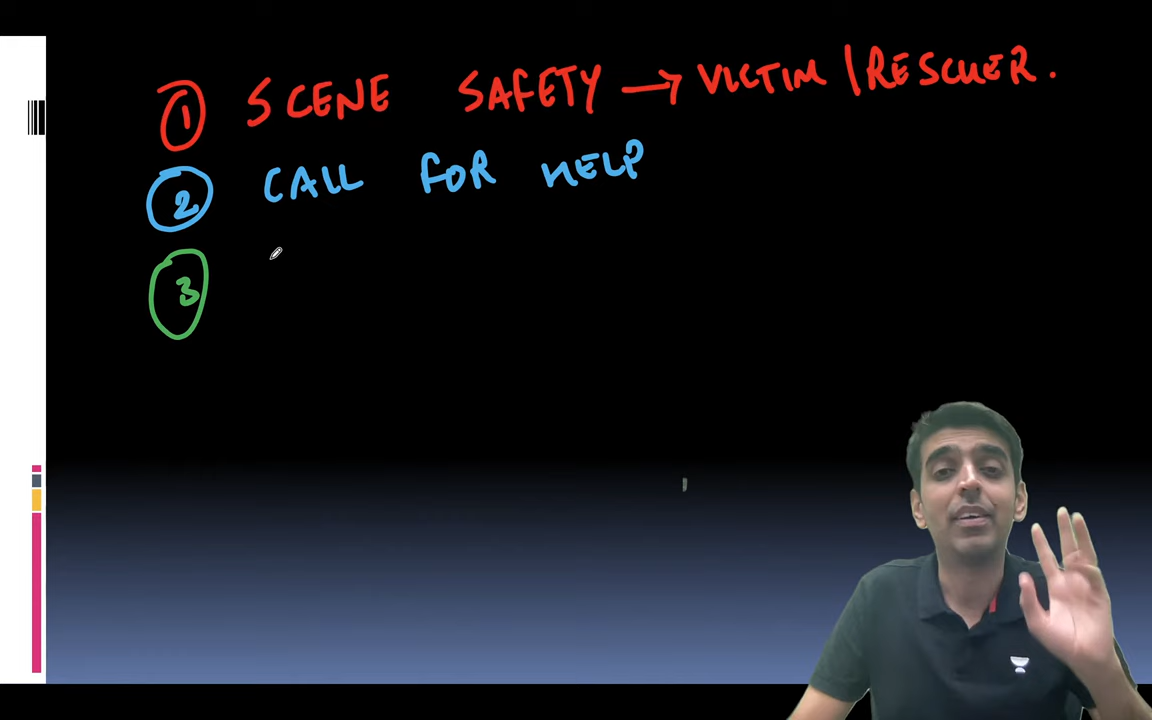 1 SCENE SAFETY → VICTIM / RESCUER.
2 CALL FOR HELP
3